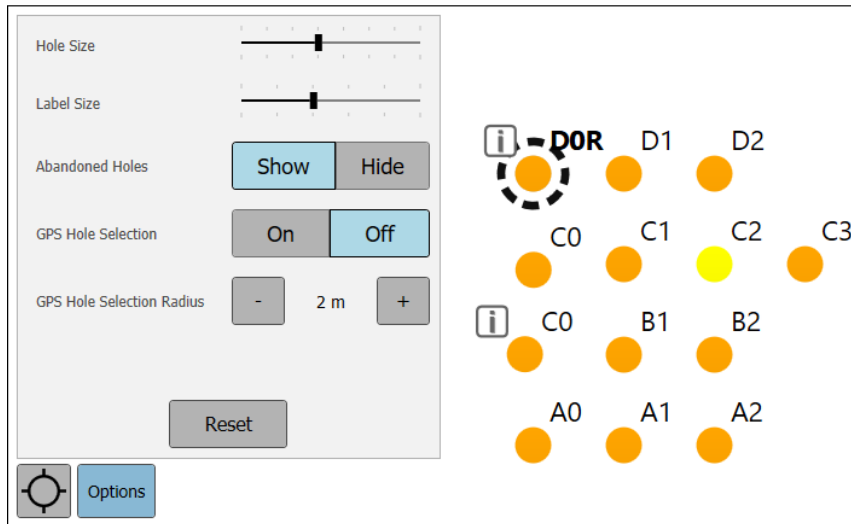 Hole Size
Label Size
Abandoned Holes Show Hide
GPS Hole Selection On Off
GPS Hole Selection Radius - 2 m +
Reset
Options
i D0R D1 D2
C0 C1 C2 C3
i C0 B1 B2
A0 A1 A2